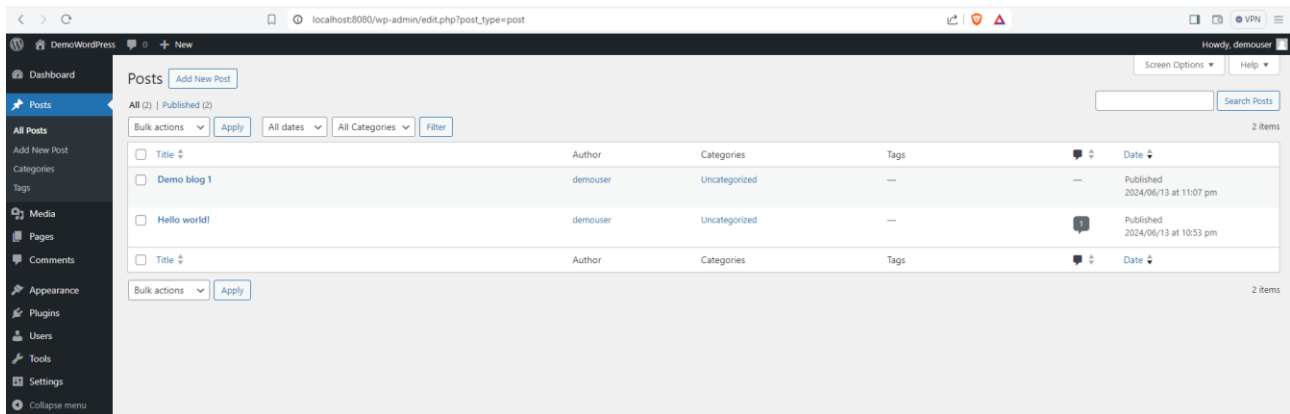 localhost:8080/wp-admin/edit.php?post_type=post
VPN
DemoWordPress 0 + New
Howdy, demouser
Dashboard
Posts
All Posts
Add New Post
Categories
Tags
Media
Pages
Comments
Appearance
Plugins
Users
Tools
Settings
Collapse menu
Screen Options ▼ Help ▼
Posts Add New Post
All (2) | Published (2)
Search Posts
Bulk actions Apply All dates All Categories Filter
2 items
Title Author Categories Tags Date
Demo blog 1 demouser Uncategorized — — Published
2024/06/13 at 11:07 pm
Hello world! demouser Uncategorized — 1 Published
2024/06/13 at 10:53 pm
Title Author Categories Tags Date
Bulk actions Apply
2 items